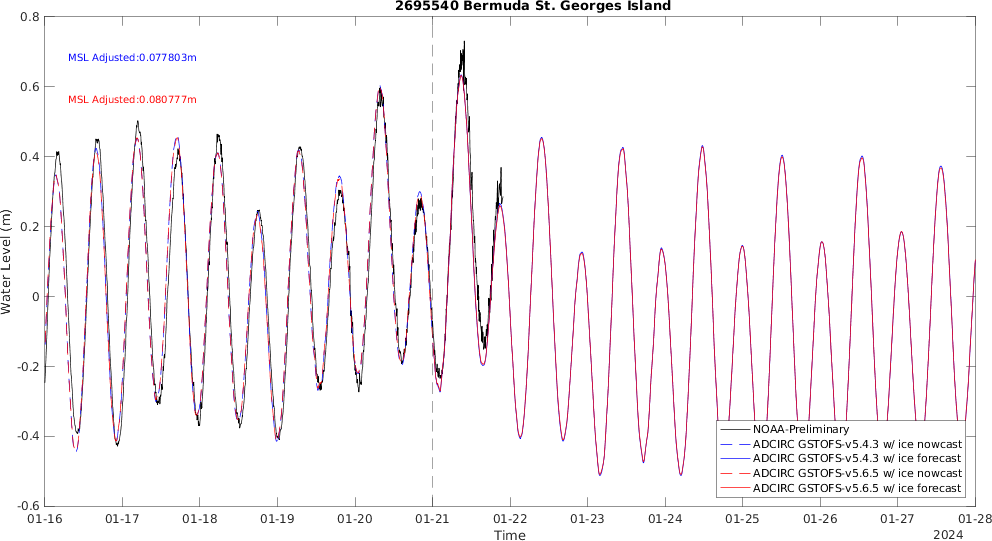 2695540 Bermuda St. Georges Island
0.8
0.6
0.4
0.2
0
-0.2
-0.4
-0.6
Water Level (m)
MSL Adjusted:0.077803m
MSL Adjusted:0.080777m
NOAA-Preliminary
ADCIRC GSTOFS-v5.4.3 w/ ice nowcast
ADCIRC GSTOFS-v5.4.3 w/ ice forecast
ADCIRC GSTOFS-v5.6.5 w/ ice nowcast
ADCIRC GSTOFS-v5.6.5 w/ ice forecast
01-16 01-17 01-18 01-19 01-20 01-21 01-22 01-23 01-24 01-25 01-26 01-27 01-28
Time
2024